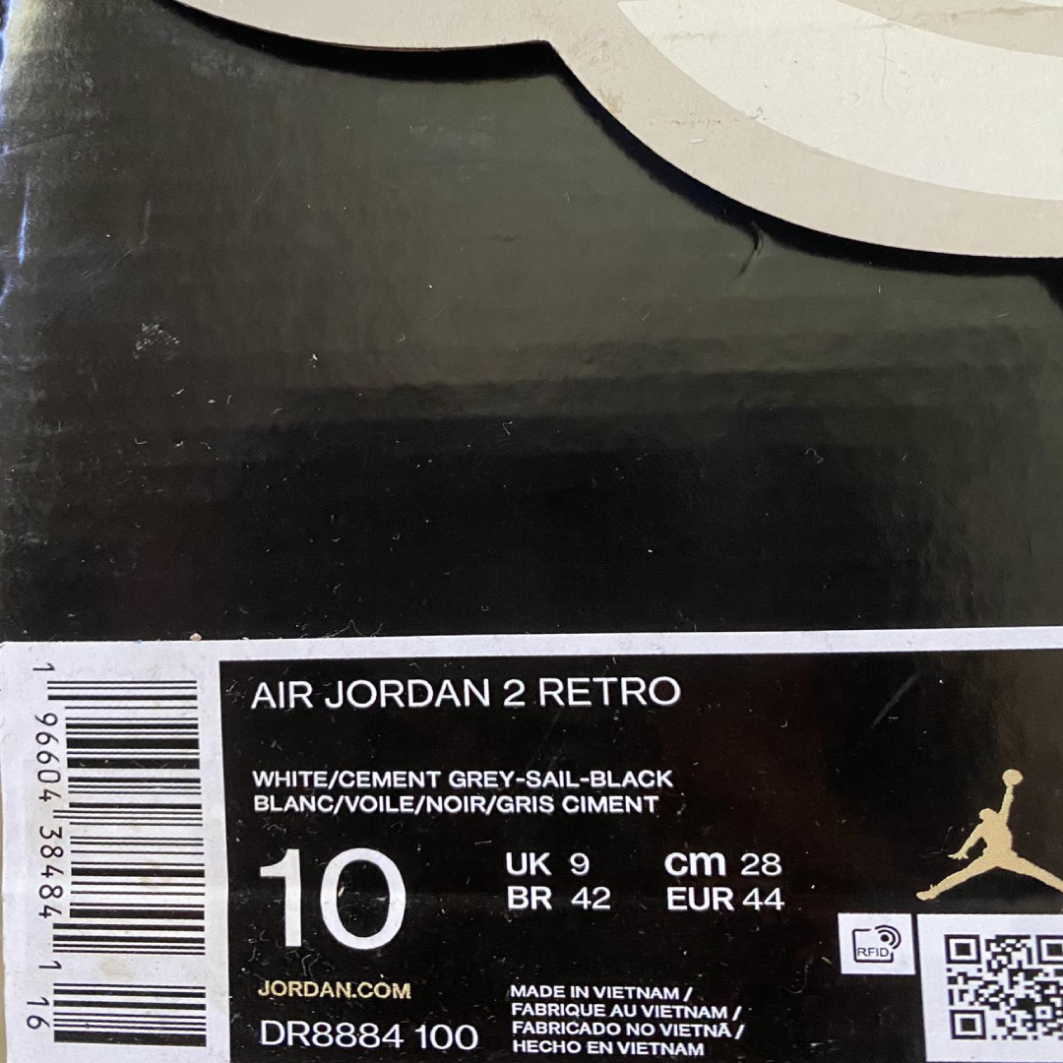 AIR JORDAN 2 RETRO
WHITE/CEMENT GREY-SAIL-BLACK
BLANC/VOILE/NOIR/GRIS CIMENT
10
UK 9 cm 28
BR 42 EUR 44
RFID
JORDAN.COM
DR8884 100
MADE IN VIETNAM /
FABRIQUE AU VIETNAM /
FABRICADO NO VIETNÃ /
HECHO EN VIETNAM
1 96604 38484 1 16